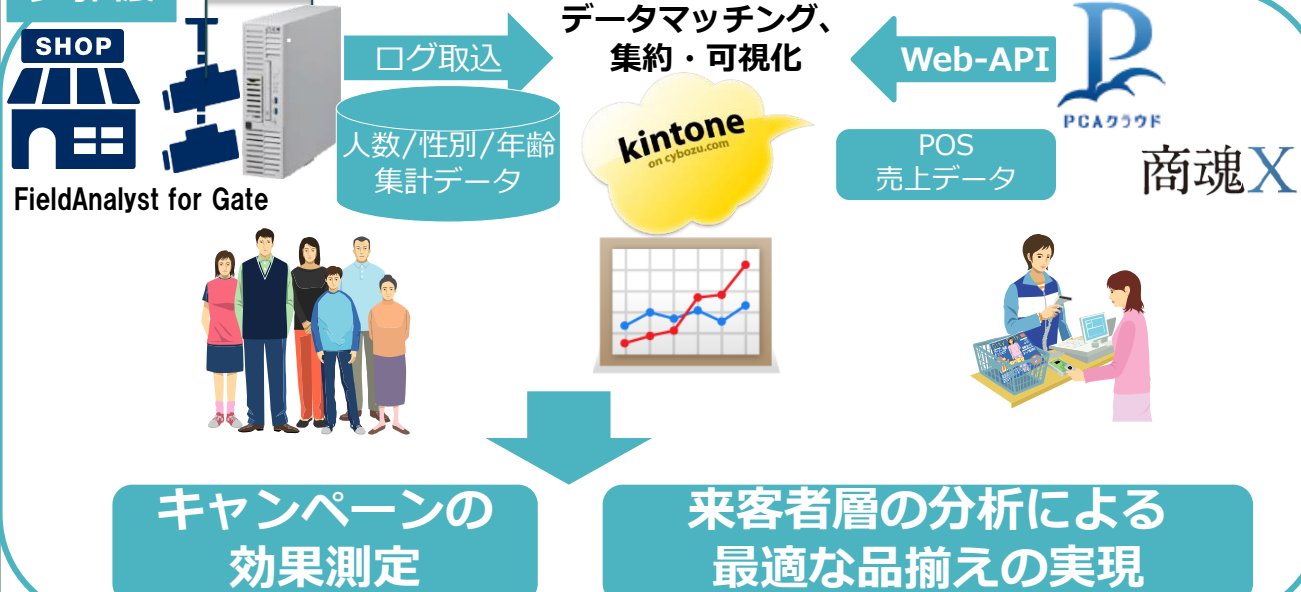 SHOP
FieldAnalyst for Gate
ログ取込
人数/性別/年齢
集計データ
データマッチング、
集約・可視化
kintone
on cybozu.com
Web-API
PCAクラウド
POS
売上データ
商魂X
キャンペーンの
効果測定
来客者層の分析による
最適な品揃えの実現